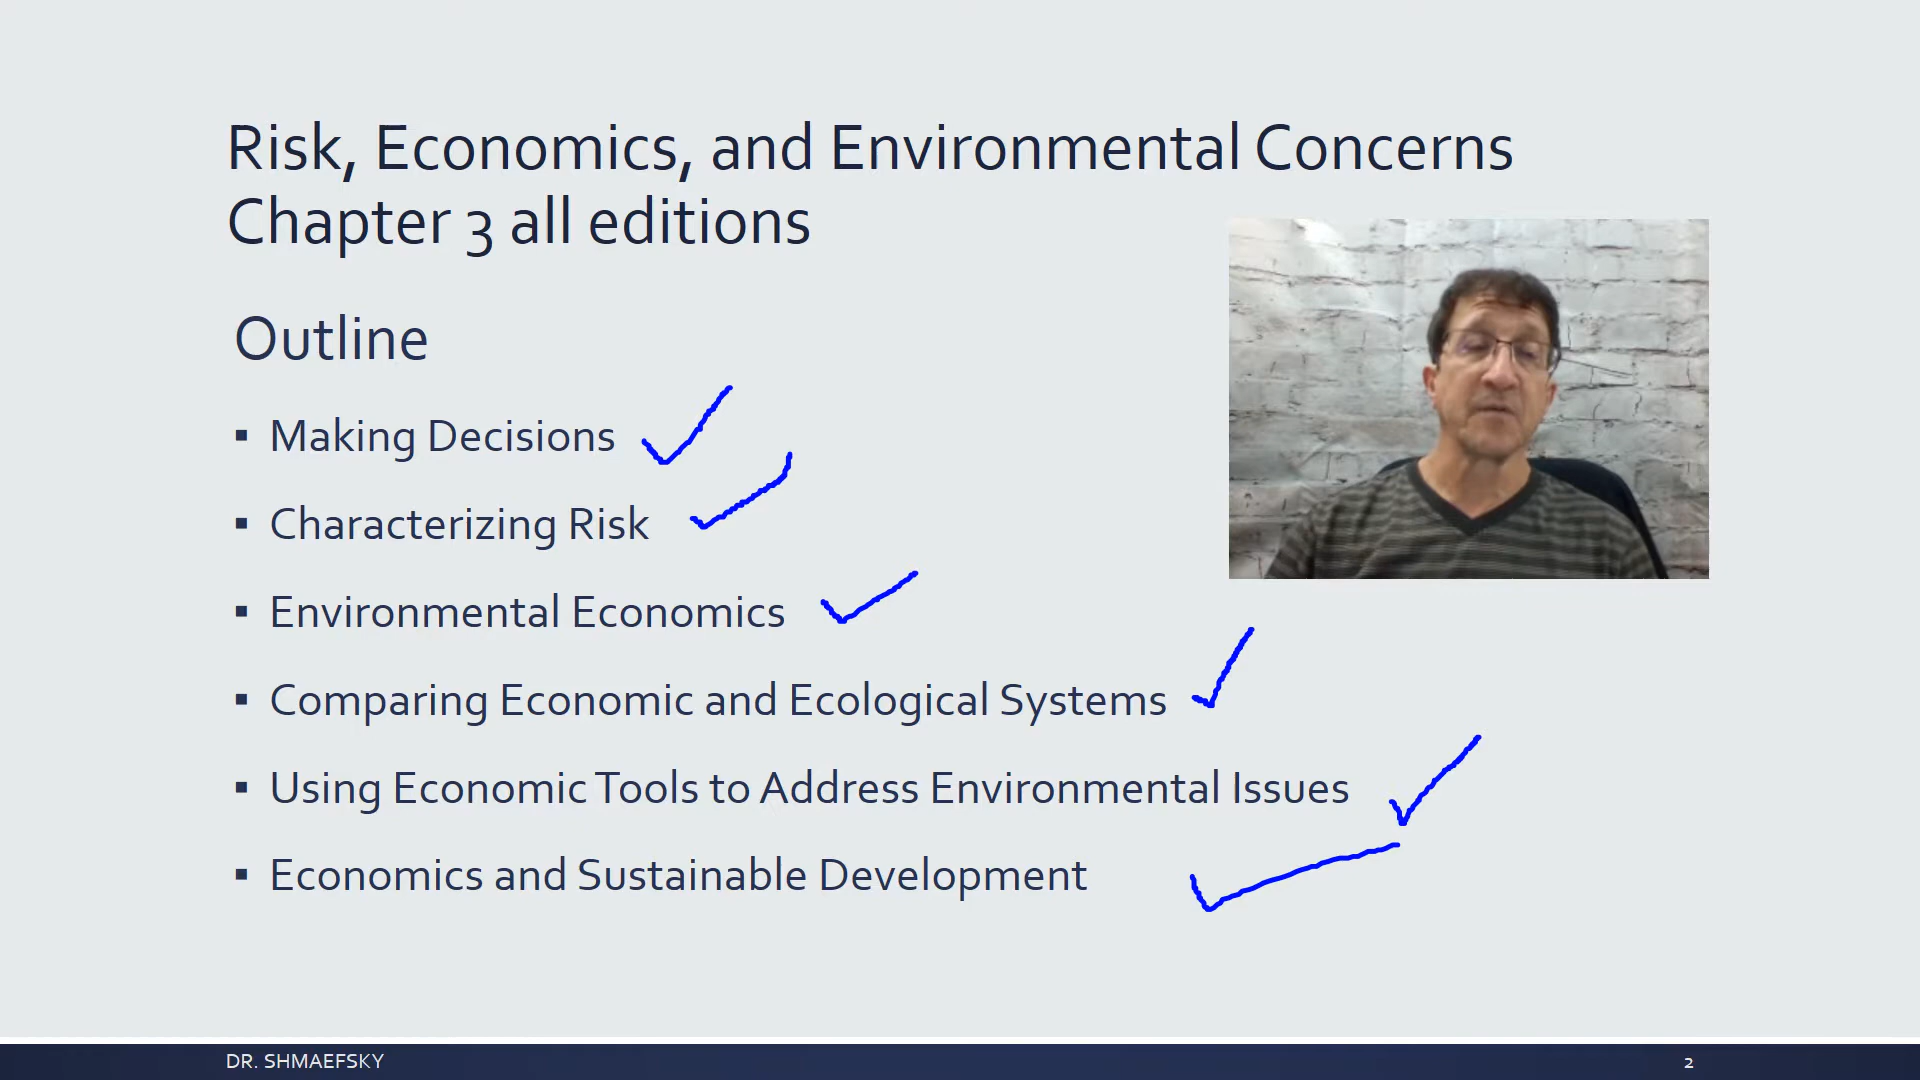 Risk, Economics, and Environmental Concerns
Chapter 3 all editions
Outline
▪ Making Decisions
▪ Characterizing Risk
▪ Environmental Economics
▪ Comparing Economic and Ecological Systems
▪ Using Economic Tools to Address Environmental Issues
▪ Economics and Sustainable Development
DR. SHMAEFSKY
2